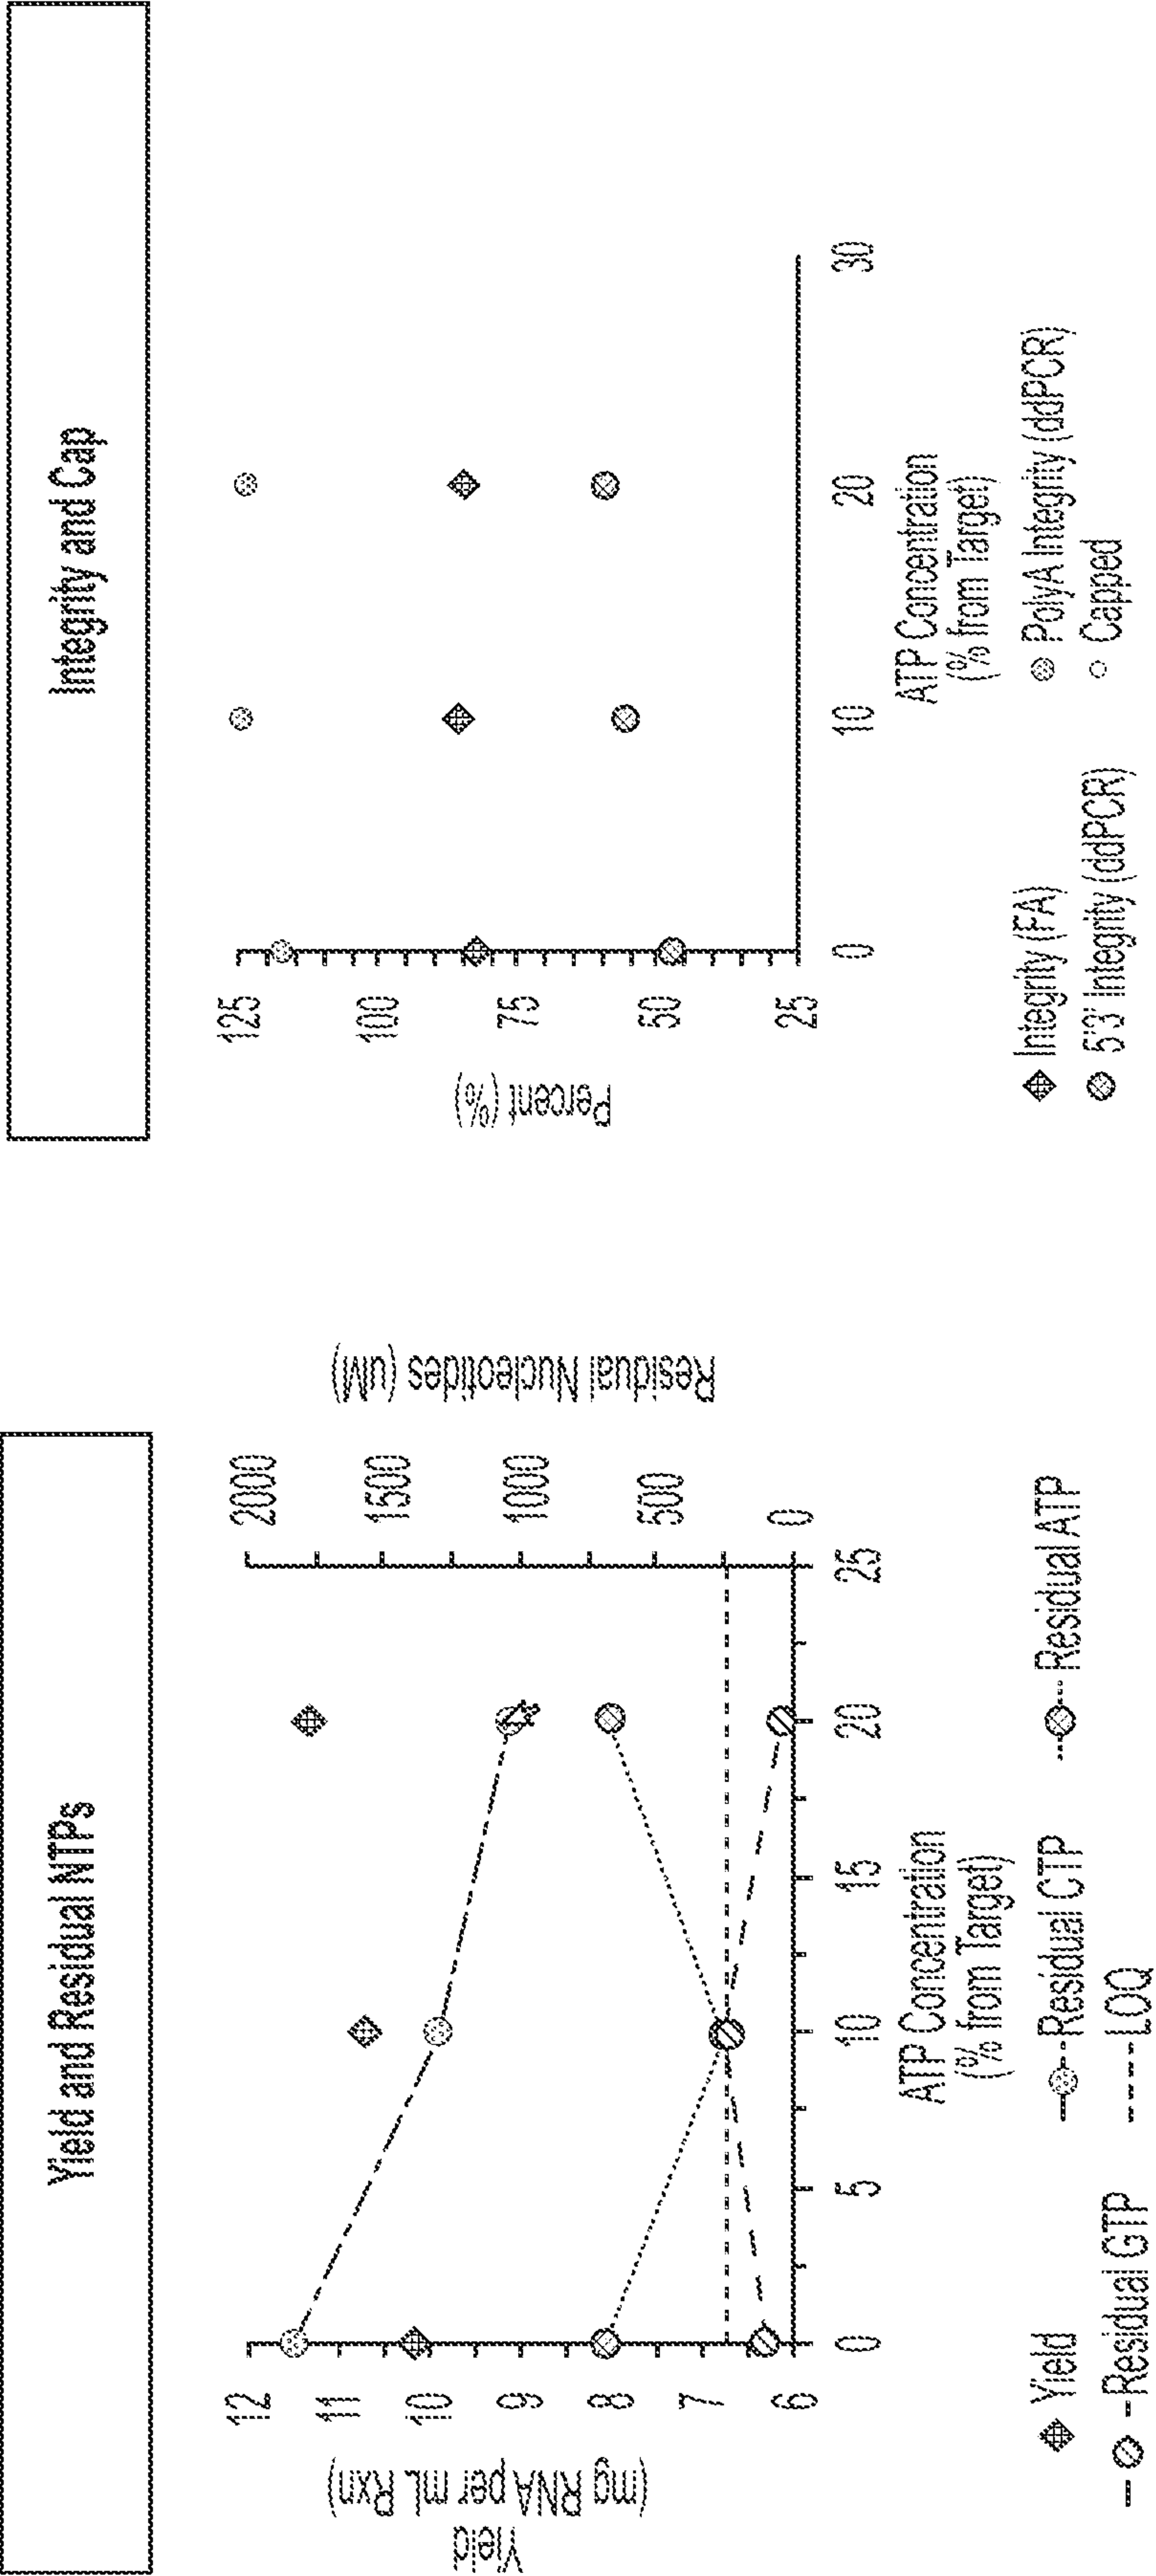 Yield and Residual NTPs
Yield
(mg RNA per mL Rxn)
12
11
10
9
8
7
6
Residual Nucleotides (uM)
2000
1500
1000
500
0
0
5
10
15
20
25
ATP Concentration
(% from Target)
Yield
Residual CTP
Residual ATP
Residual GTP
LOQ
Integrity and Cap
Percent (%)
125
100
75
50
25
0
10
20
30
ATP Concentration
(% from Target)
Integrity (FA)
PolyA Integrity (ddPCR)
5'3' Integrity (ddPCR)
Capped